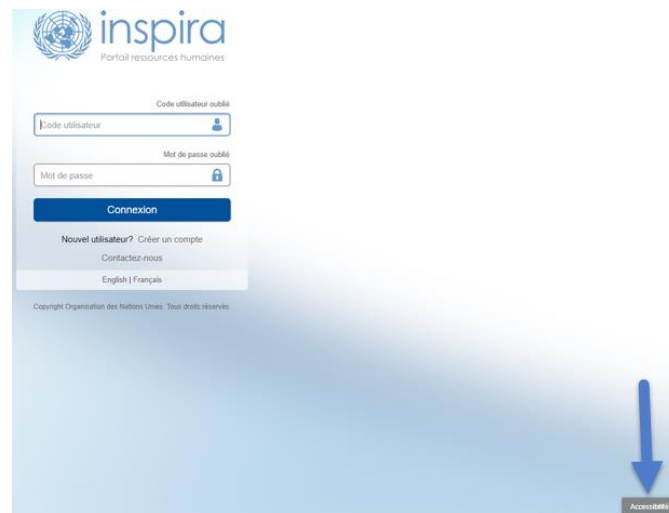 inspira
Portail ressources humaines
Code utilisateur oublié
Code utilisateur
Mot de passe oublié
Mot de passe
Connexion
Nouvel utilisateur? Créer un compte
Contactez-nous
English | Français
Copyright Organisation des Nations Unies. Tous droits réservés.
Accessibilité